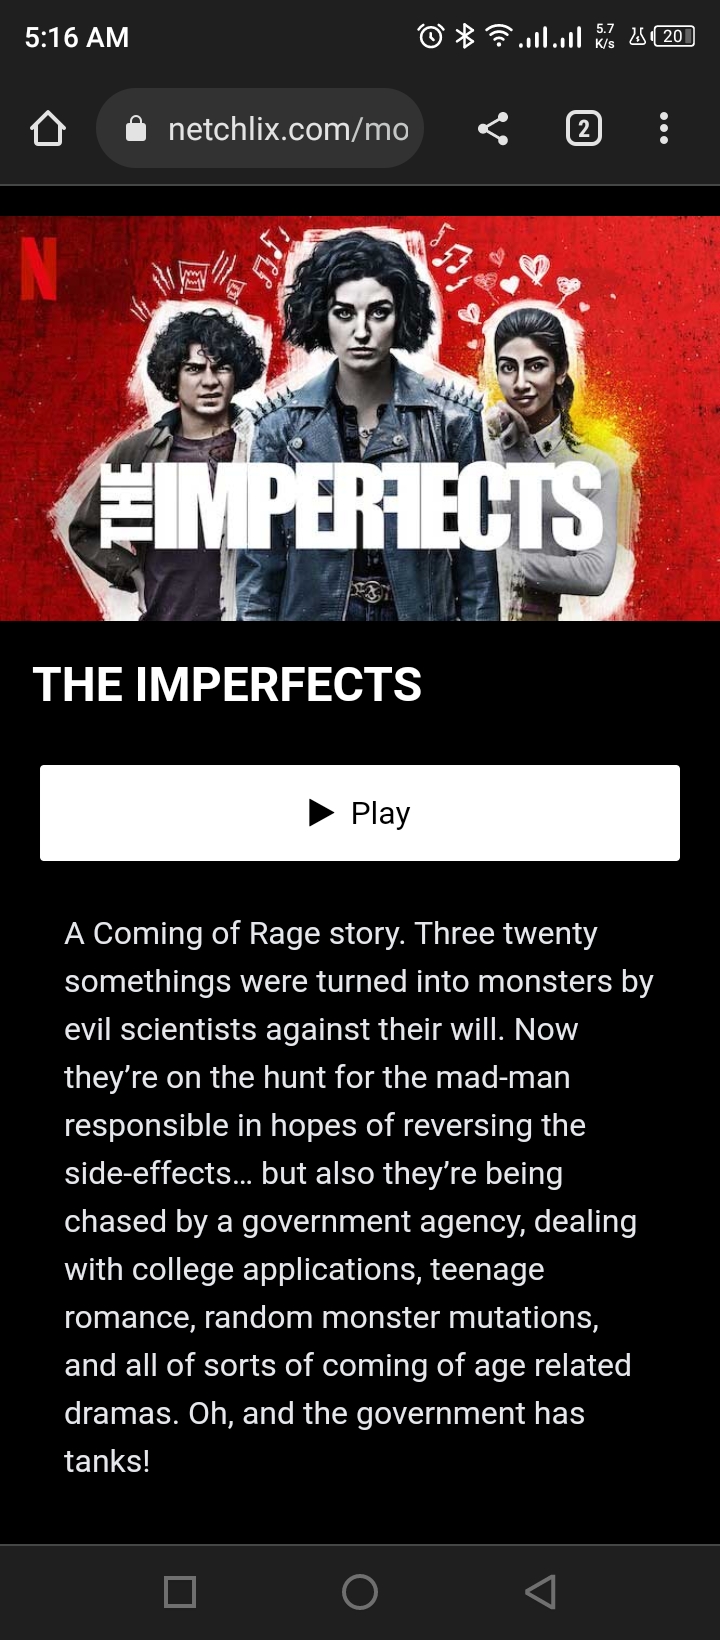 5:16 AM
5.7
K/s
20
netchlix.com/mo
2
N
THE IMPERFECTS
THE IMPERFECTS
Play
A Coming of Rage story. Three twenty
somethings were turned into monsters by
evil scientists against their will. Now
they’re on the hunt for the mad-man
responsible in hopes of reversing the
side-effects… but also they’re being
chased by a government agency, dealing
with college applications, teenage
romance, random monster mutations,
and all of sorts of coming of age related
dramas. Oh, and the government has
tanks!